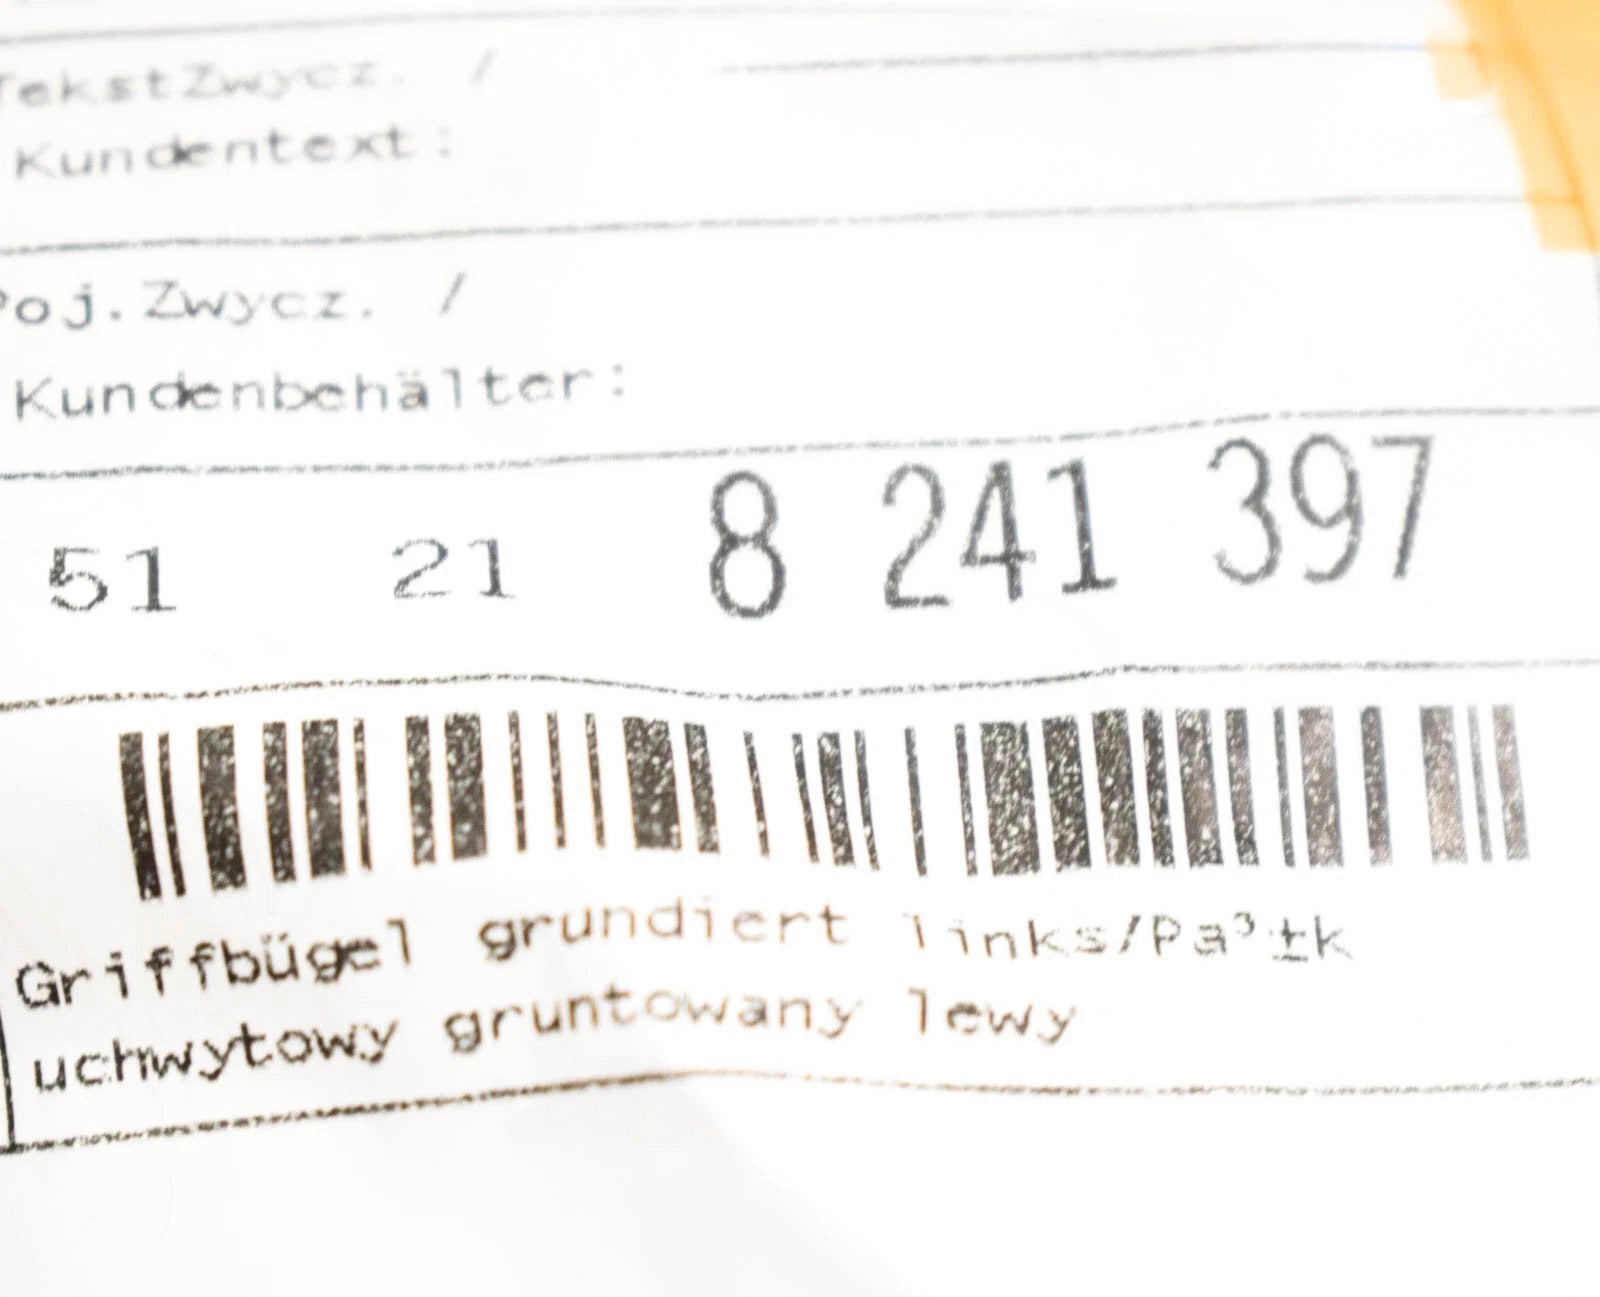 TekstZwycz. /
Kundentext:
Poj.Zwycz. /
Kundenbehälter:
51 21 8 241 397
Griffbügel grundiert links/Pa³±k
uchwytowy gruntowany lewy